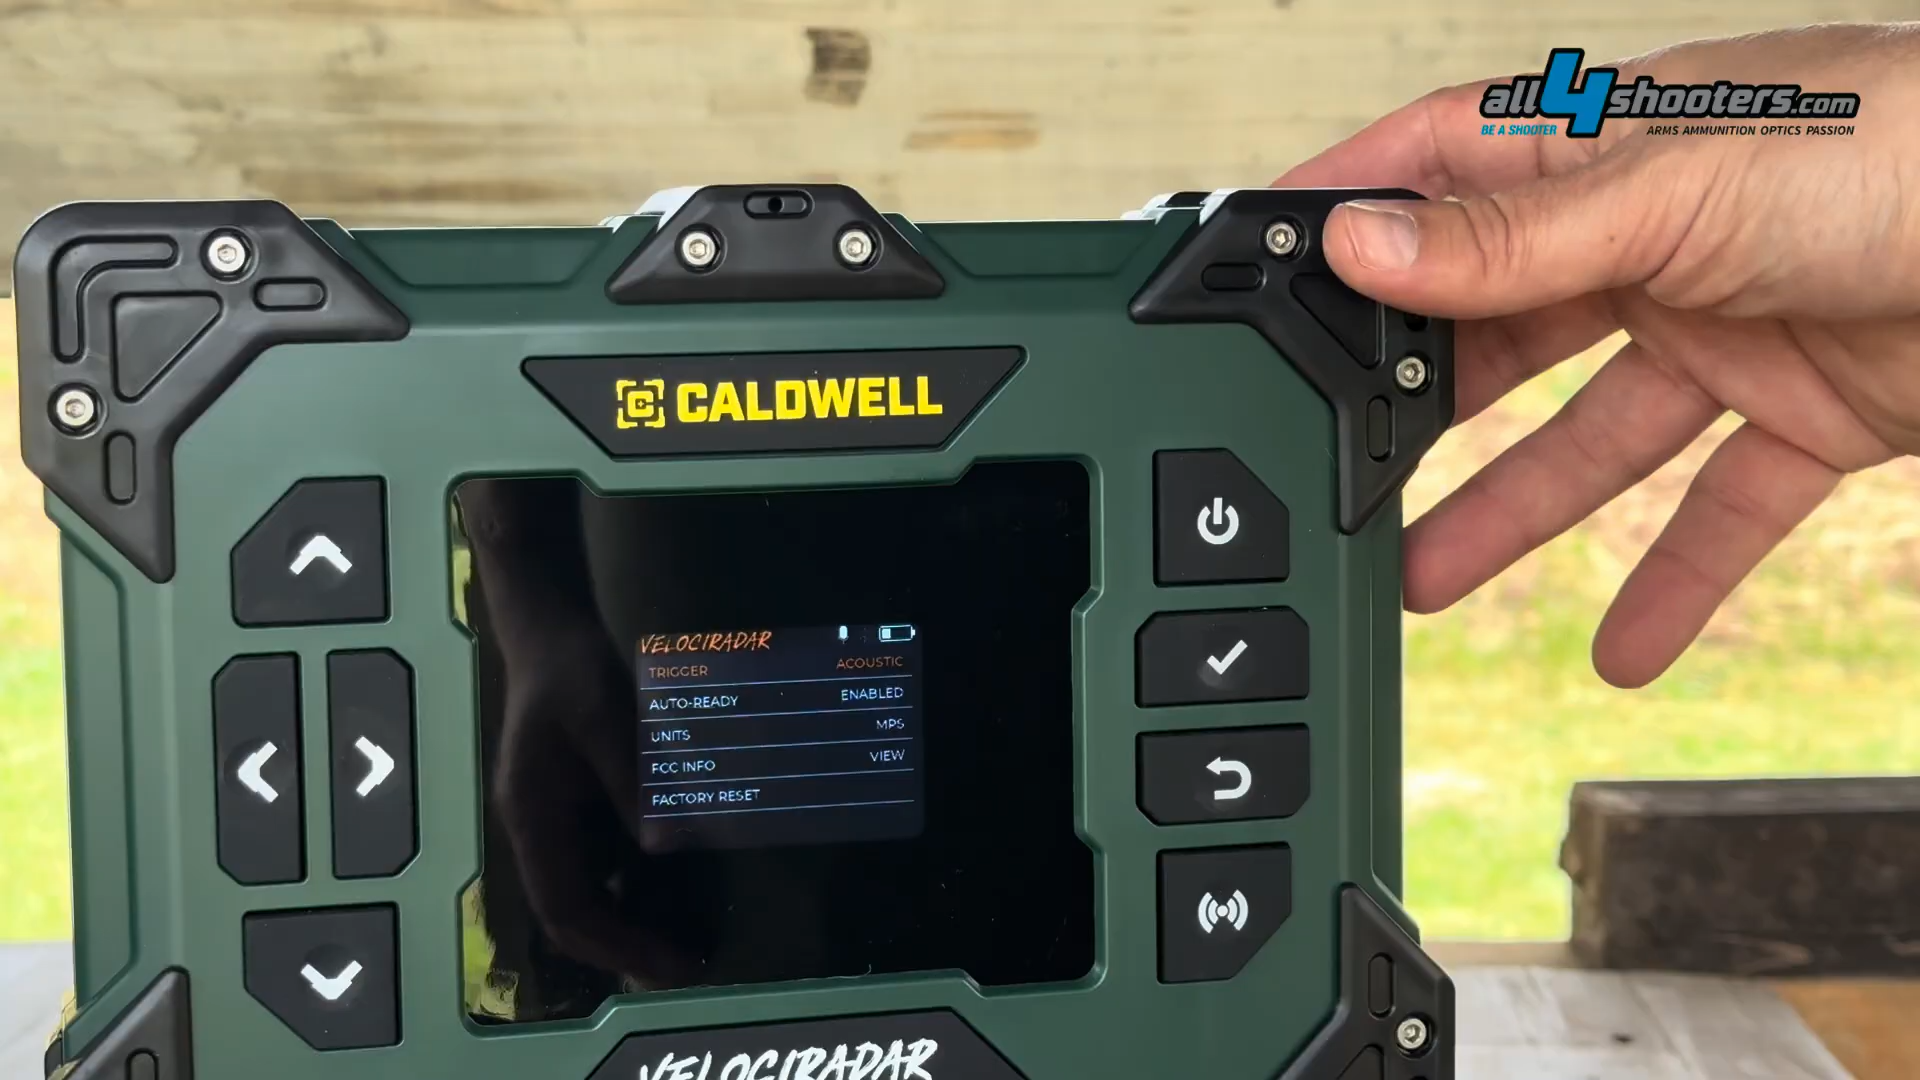 all4shooters.com
BE A SHOOTER
ARMS AMMUNITION OPTICS PASSION
CALDWELL
VELOCIRADAR
TRIGGER ACOUSTIC
AUTO-READY ENABLED
UNITS MPS
FCC INFO VIEW
FACTORY RESET
VELOCIRADAR